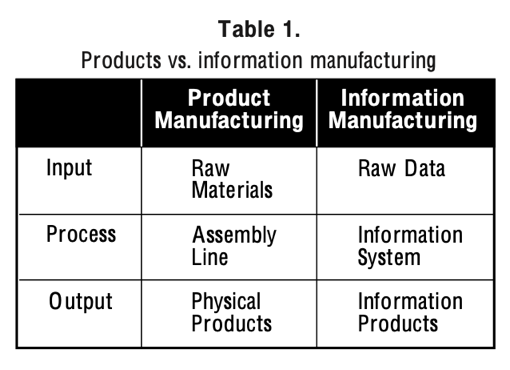 Table 1.
Products vs. information manufacturing
Product Manufacturing
Information Manufacturing
Input
Raw Materials
Raw Data
Process
Assembly Line
Information System
Output
Physical Products
Information Products